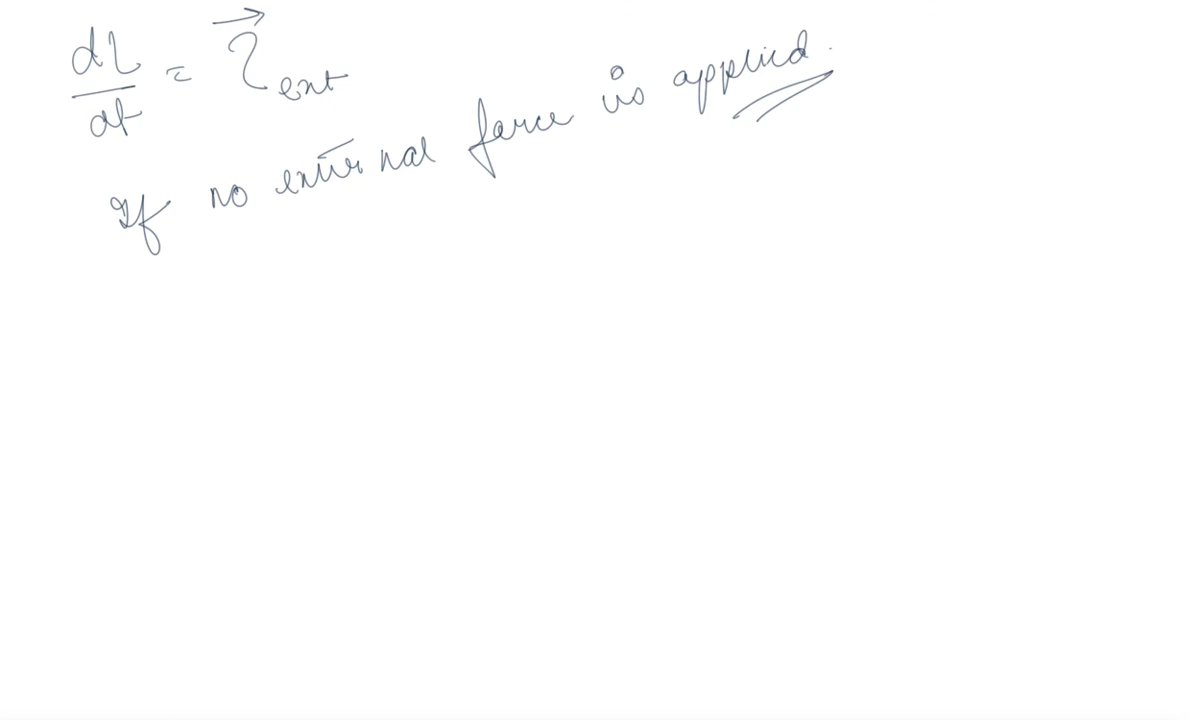 dL/dt = τ⃗ext
If no external force is applied.